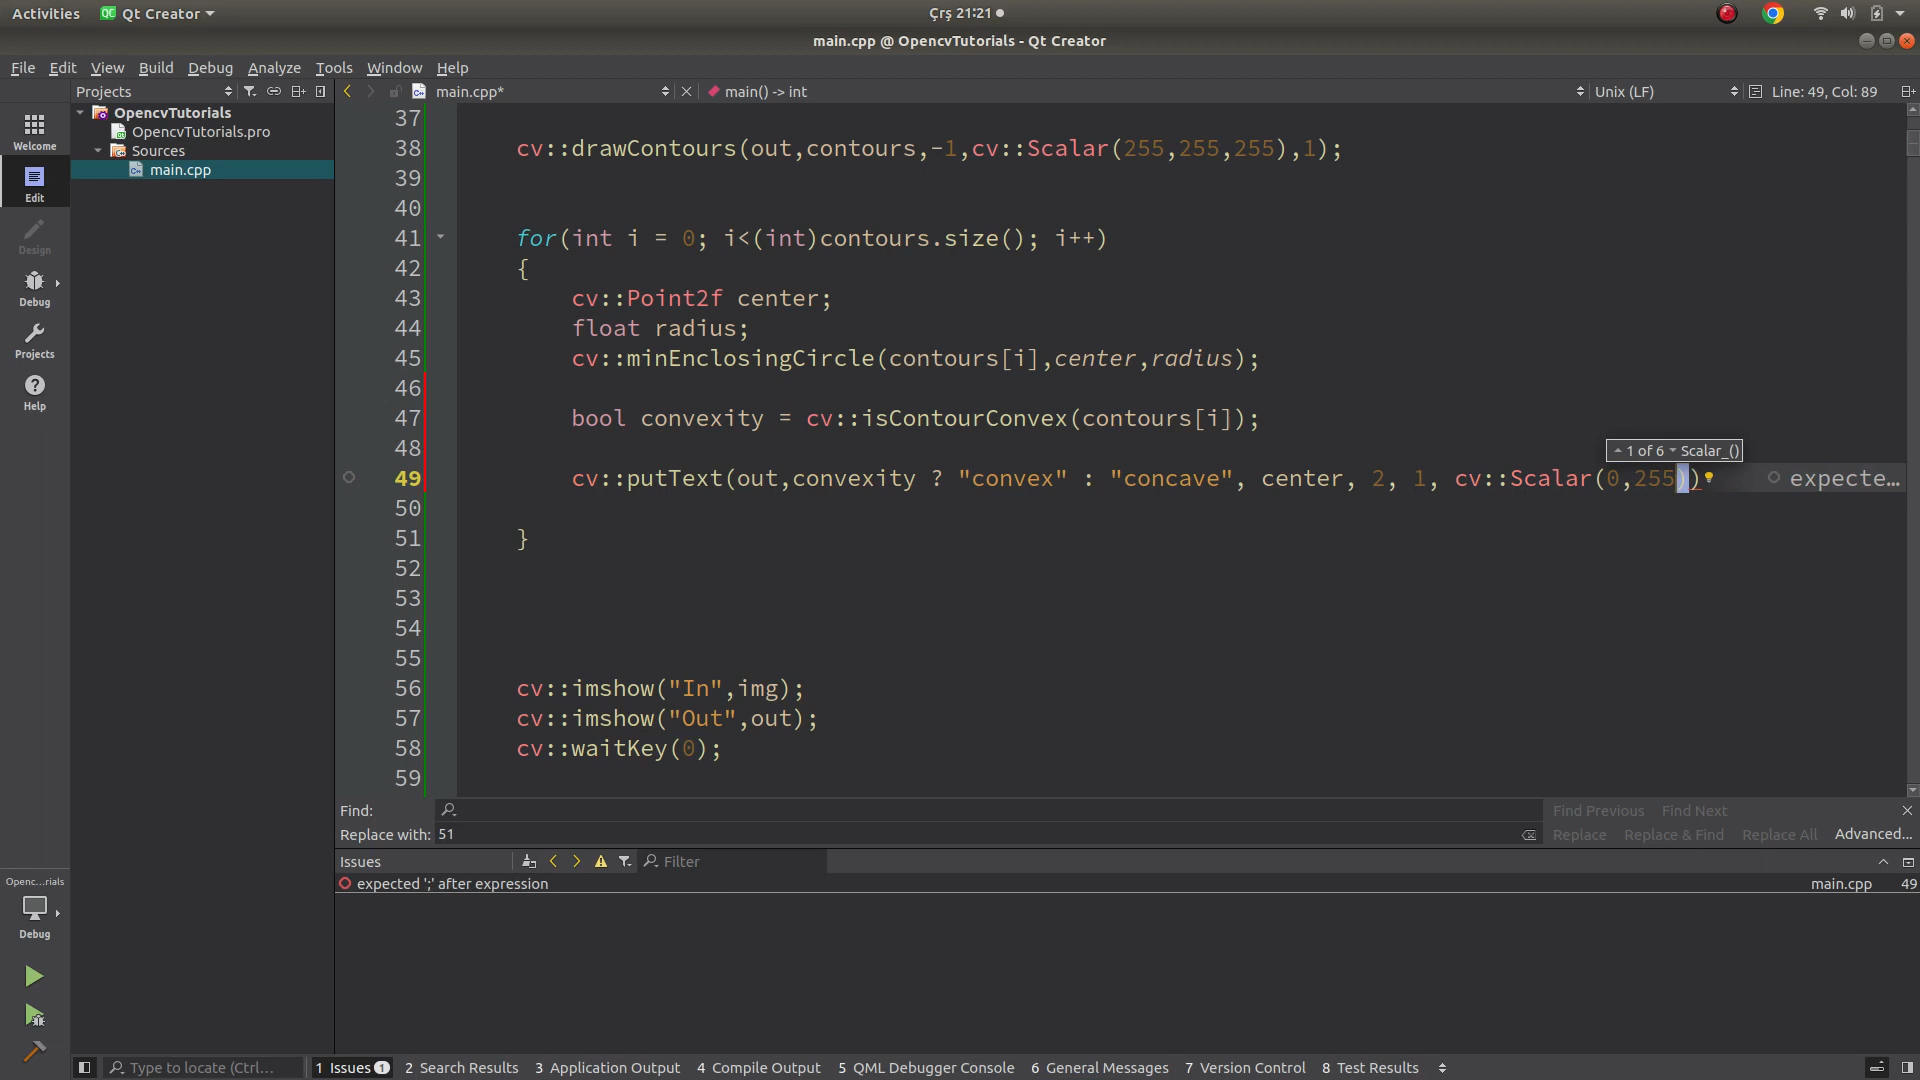 Activities Qt Creator Çrş 21:21
main.cpp @ OpencvTutorials - Qt Creator
File Edit View Build Debug Analyze Tools Window Help
Projects main.cpp* main() -> int Unix (LF) Line: 49, Col: 89
OpencvTutorials
OpencvTutorials.pro
Sources
main.cpp
Welcome
Edit
Design
Debug
Projects
Help
37
38 cv::drawContours(out,contours,-1,cv::Scalar(255,255,255),1);
39
40
41 for(int i = 0; i<(int)contours.size(); i++)
42 {
43 cv::Point2f center;
44 float radius;
45 cv::minEnclosingCircle(contours[i],center,radius);
46
47 bool convexity = cv::isContourConvex(contours[i]);
48
1 of 6 Scalar_()
49 cv::putText(out,convexity ? "convex" : "concave", center, 2, 1, cv::Scalar(0,255)) expecte…
50
51 }
52
53
54
55
56 cv::imshow("In",img);
57 cv::imshow("Out",out);
58 cv::waitKey(0);
59
Find: Find Previous Find Next
Replace with: 51 Replace Replace & Find Replace All Advanced...
Issues Filter
expected ';' after expression main.cpp 49
Openc…rials
Debug
Type to locate (Ctrl... 1 Issues 1 2 Search Results 3 Application Output 4 Compile Output 5 QML Debugger Console 6 General Messages 7 Version Control 8 Test Results